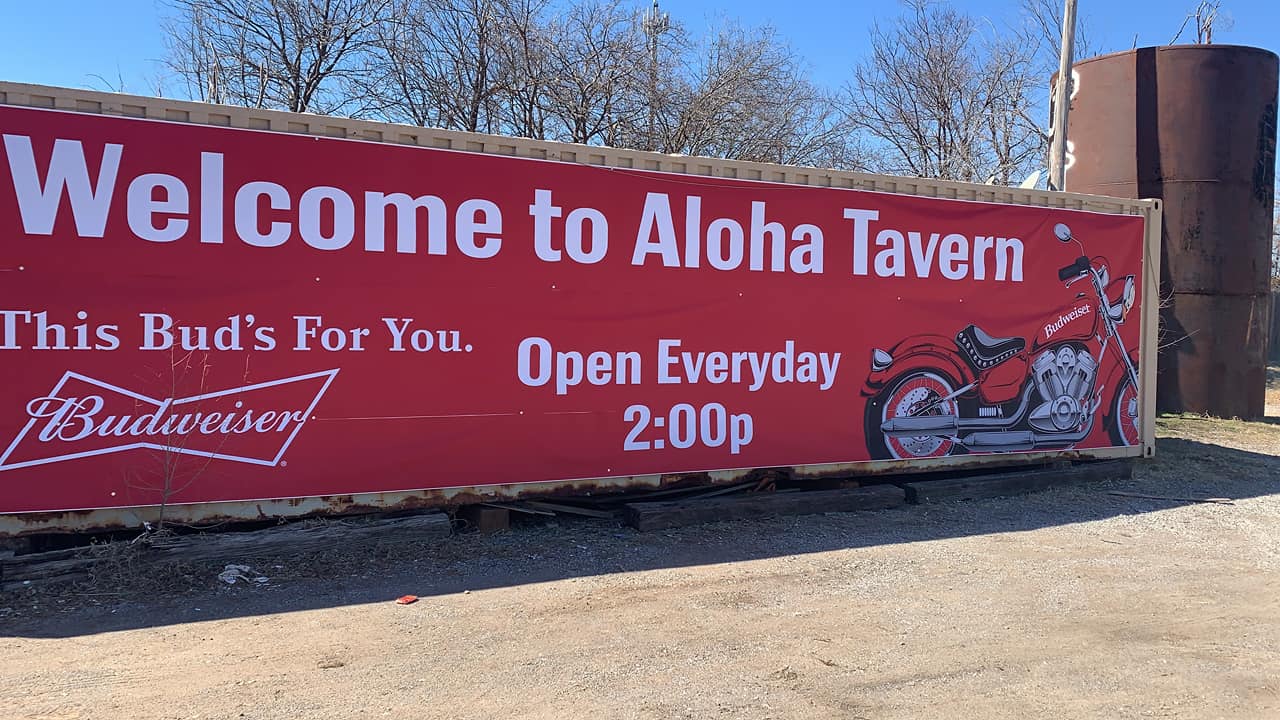 Welcome to Aloha Tavern
This Bud's For You.
Budweiser
Open Everyday
2:00p
Budweiser